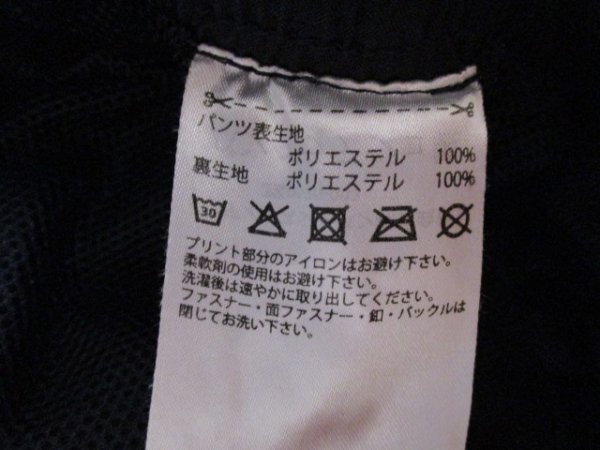 パンツ表生地
ポリエステル 100%
裏生地 ポリエステル 100%
30
プリント部分のアイロンはお避け下さい。
柔軟剤の使用はお避け下さい。
洗濯後は速やかに取り出してください。
ファスナー・面ファスナー・釦・バックルは
閉じてお洗い下さい。